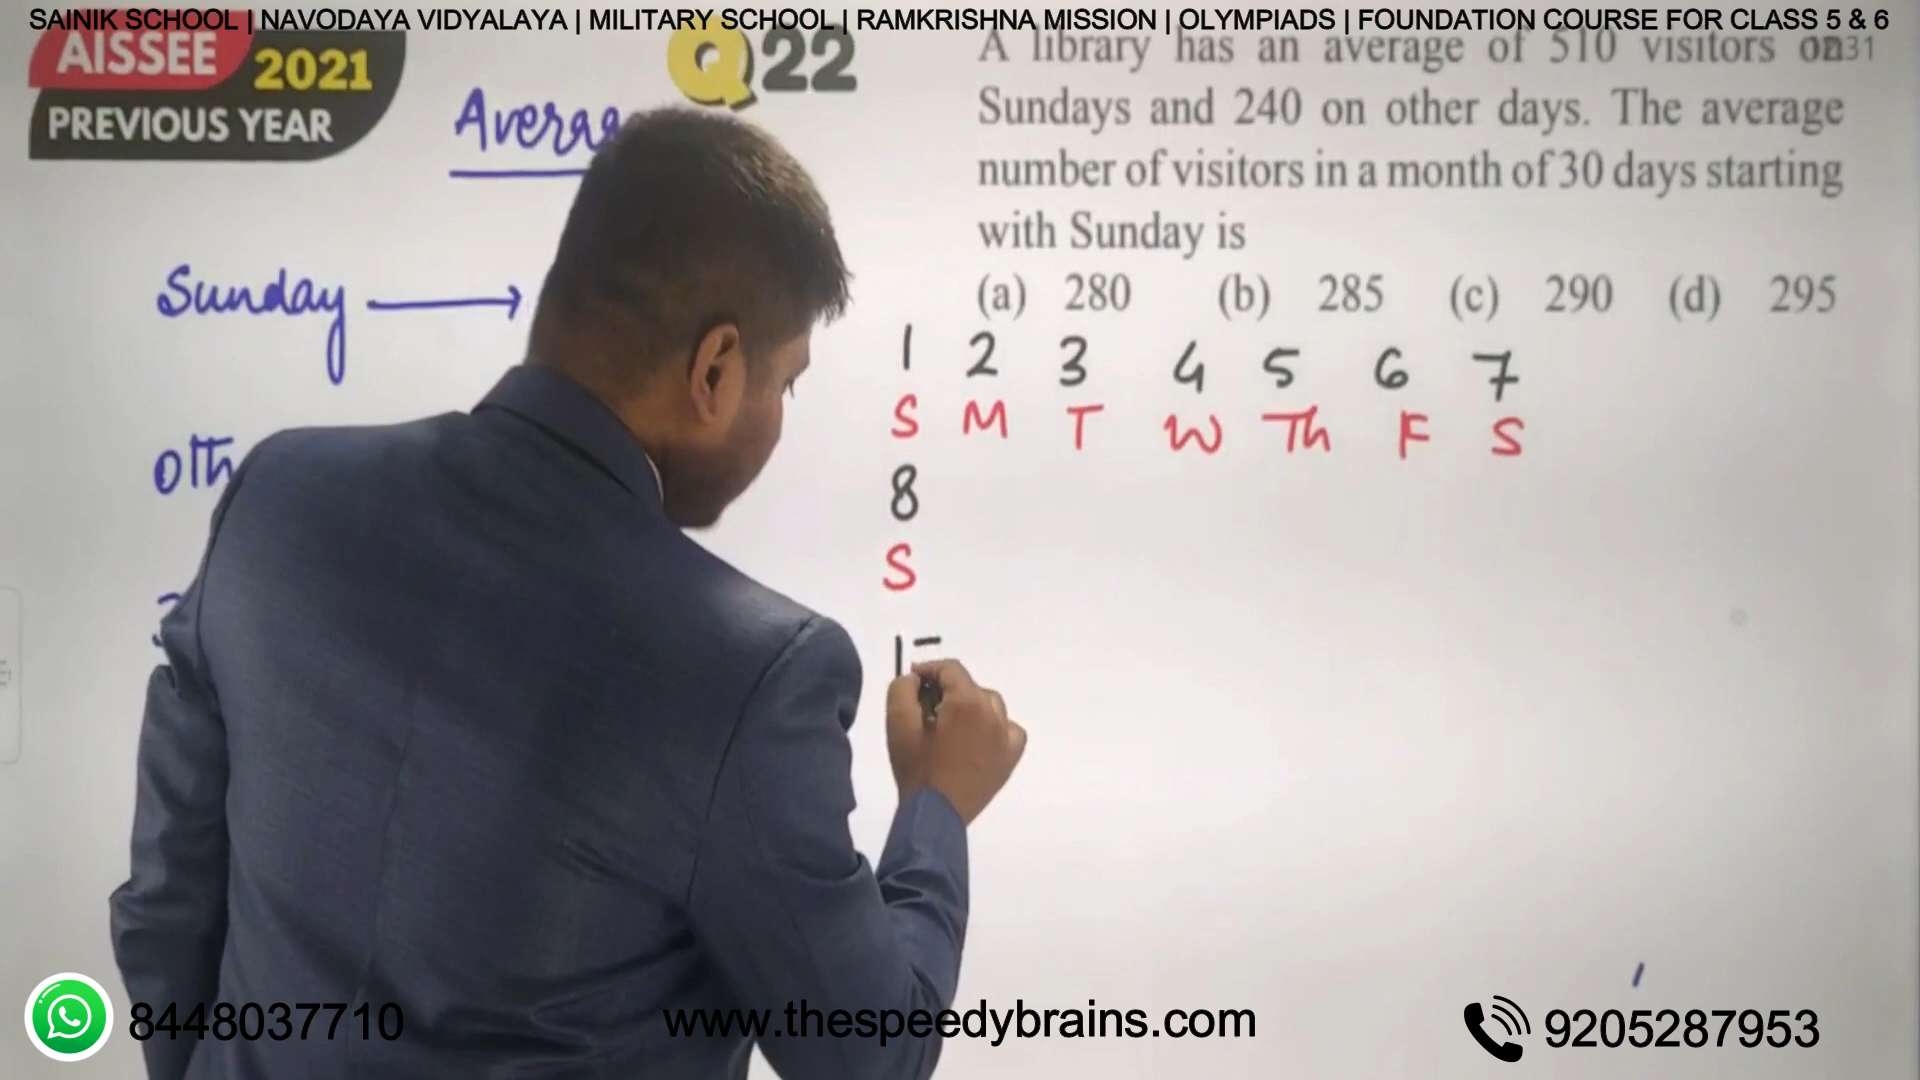 SAINIK SCHOOL | NAVODAYA VIDYALAYA | MILITARY SCHOOL | RAMKRISHNA MISSION | OLYMPIADS | FOUNDATION COURSE FOR CLASS 5 & 6
AISSEE
2021
PREVIOUS YEAR
Q22
A library has an average of 510 visitors on
Sundays and 240 on other days. The average
number of visitors in a month of 30 days starting
with Sunday is
(a) 280 (b) 285 (c) 290 (d) 295
Sunday →
1 2 3 4 5 6 7
S M T W Th F S
8
S
8448037710
www.thespeedybrains.com
9205287953